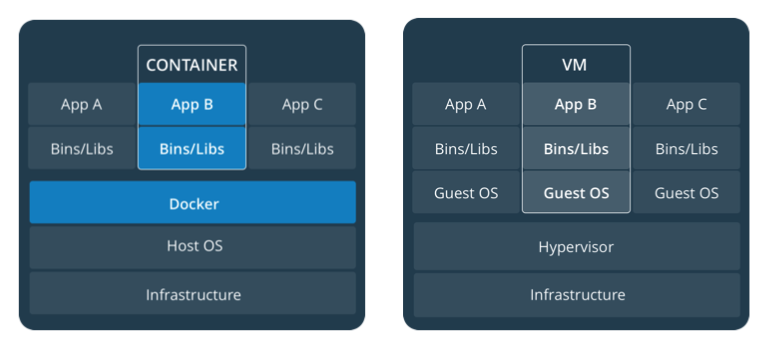 CONTAINER
App A App B App C
Bins/Libs Bins/Libs Bins/Libs
Docker
Host OS
Infrastructure
VM
App A App B App C
Bins/Libs Bins/Libs Bins/Libs
Guest OS Guest OS Guest OS
Hypervisor
Infrastructure